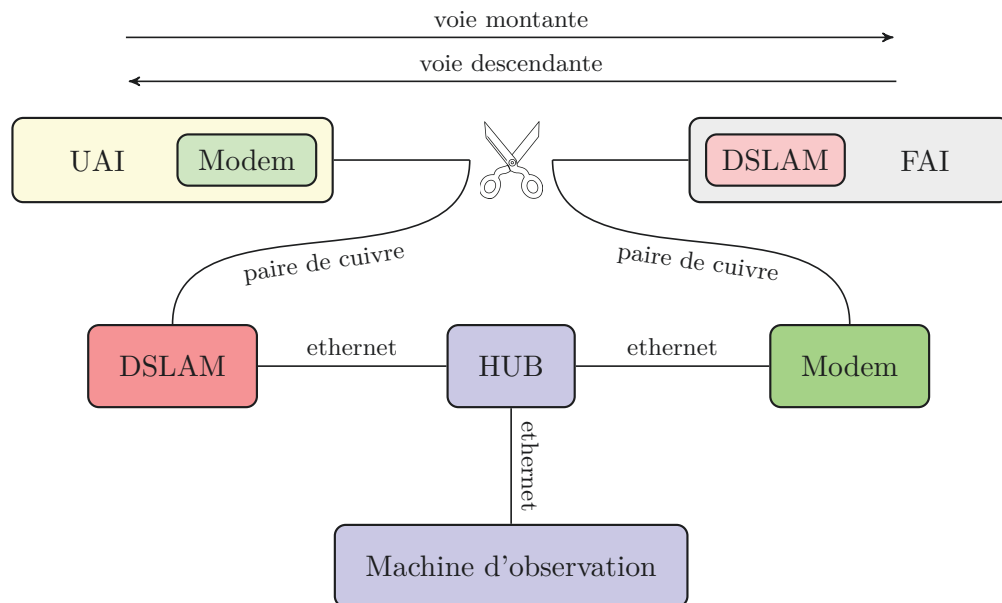 voie montante
voie descendante
UAI
Modem
DSLAM
FAI
paire de cuivre
paire de cuivre
DSLAM
ethernet
HUB
ethernet
Modem
ethernet
Machine d'observation